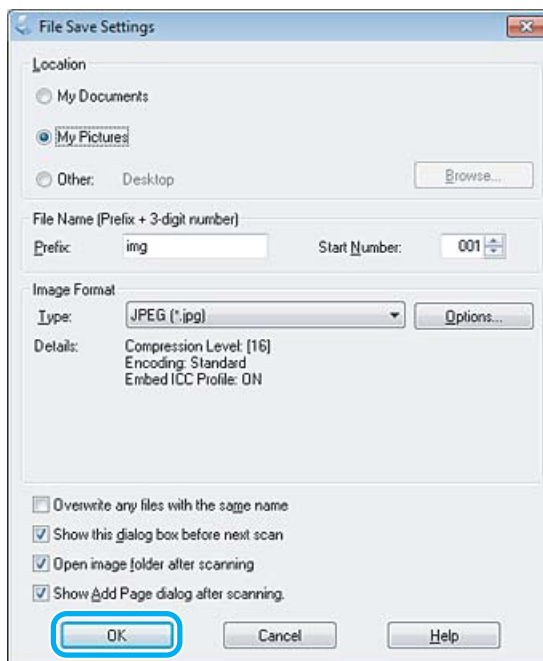 File Save Settings
Location
My Documents
My Pictures
Other: Desktop Browse...
File Name (Prefix + 3-digit number)
Prefix: img Start Number: 001
Image Format
Type: JPEG (*.jpg) Options...
Details: Compression Level: [16]
Encoding: Standard
Embed ICC Profile: ON
Overwrite any files with the same name
Show this dialog box before next scan
Open image folder after scanning
Show Add Page dialog after scanning.
OK Cancel Help